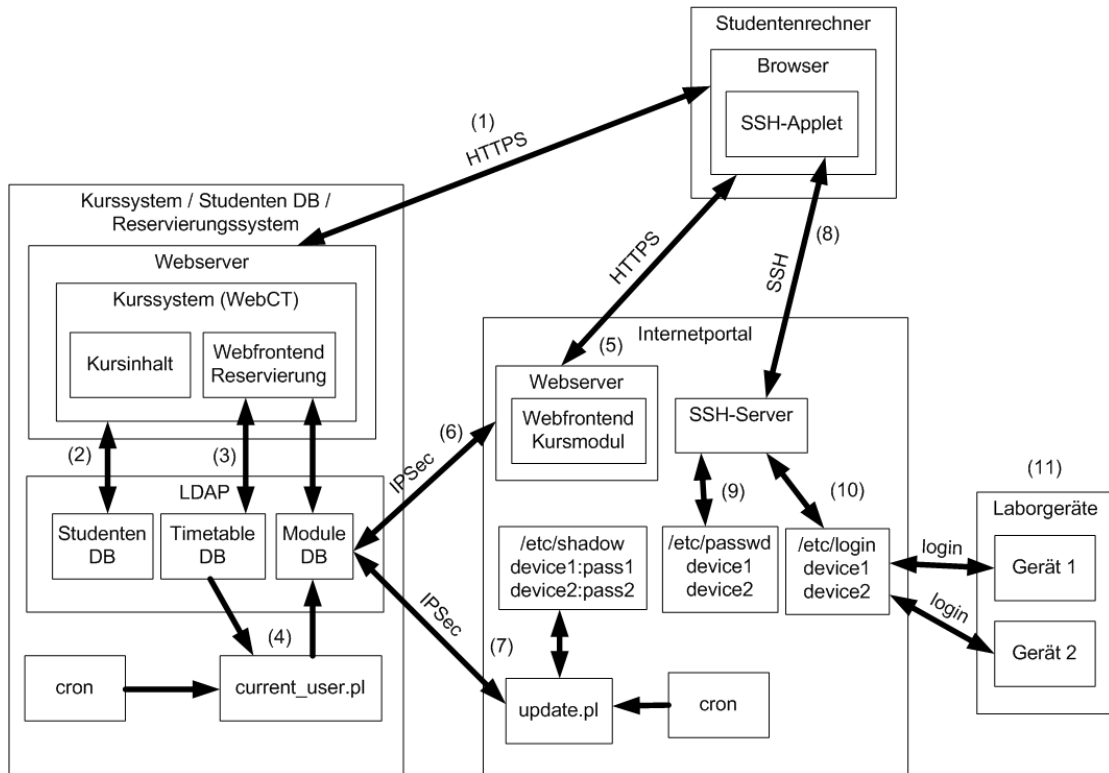 Studentenrechner
Browser
SSH-Applet
(1)
HTTPS
Kurssystem / Studenten DB /
Reservierungssystem
Webserver
Kurssystem (WebCT)
Kursinhalt
Webfrontend
Reservierung
(2)
(3)
LDAP
Studenten
DB
Timetable
DB
Module
DB
(4)
cron
current_user.pl
HTTPS
(5)
SSH
(8)
Internetportal
Webserver
Webfrontend
Kursmodul
SSH-Server
(6)
IPSec
IPSec
(7)
(9)
(10)
/etc/shadow
device1:pass1
device2:pass2
/etc/passwd
device1
device2
/etc/login
device1
device2
update.pl
cron
login
login
(11)
Laborgeräte
Gerät 1
Gerät 2